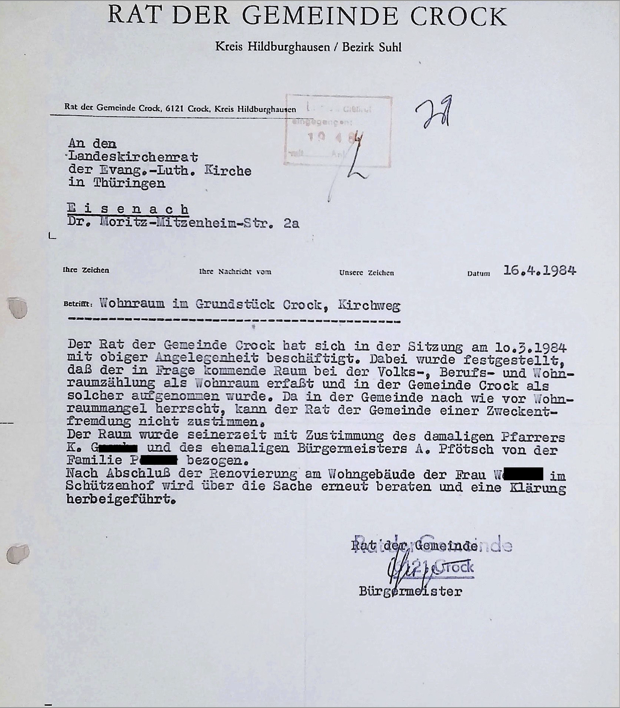 RAT DER GEMEINDE CROCK
Kreis Hildburghausen / Bezirk Suhl
Rat der Gemeinde Crock, 6121 Crock, Kreis Hildburghausen
eingegangen
An den
Landeskirchenrat
der Evang.-Luth. Kirche
in Thüringen
E i s e n a c h
Dr. Moritz-Mitzenheim-Str. 2a
Ihre Zeichen Ihre Nachricht vom Unsere Zeichen Datum 16.4.1984
Betrifft: Wohnraum im Grundstück Crock, Kirchweg
Der Rat der Gemeinde Crock hat sich in der Sitzung am 1o.3.1984
mit obiger Angelegenheit beschäftigt. Dabei wurde festgestellt,
daß der in Frage kommende Raum bei der Volks-, Berufs- und Wohn-
raumzählung als Wohnraum erfaßt und in der Gemeinde Crock als
solcher aufgenommen wurde. Da in der Gemeinde nach wie vor Wohn-
raummangel herrscht, kann der Rat der Gemeinde einer Zweckent-
fremdung nicht zustimmen.
Der Raum wurde seinerzeit mit Zustimmung des damaligen Pfarrers
K. G und des ehemaligen Bürgermeisters A. Pfötsch von der
Familie P bezogen.
Nach Abschluß der Renovierung am Wohngebäude der Frau W im
Schützenhof wird über die Sache erneut beraten und eine Klärung
herbeigeführt.
Rat der Gemeinde
Rat der Gemeinde
6121 Crock
Bürgermeister